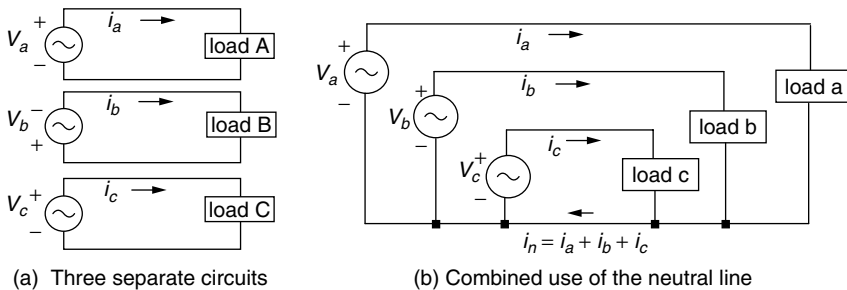 +
i_a
V_a
load A
−
−
i_b
V_b
load B
+
+
i_c
V_c
load C
−
(a) Three separate circuits
+
i_a
V_a
−
load a
+
i_b
V_b
−
load b
+
i_c
V_c
−
load c
i_n = i_a + i_b + i_c
(b) Combined use of the neutral line